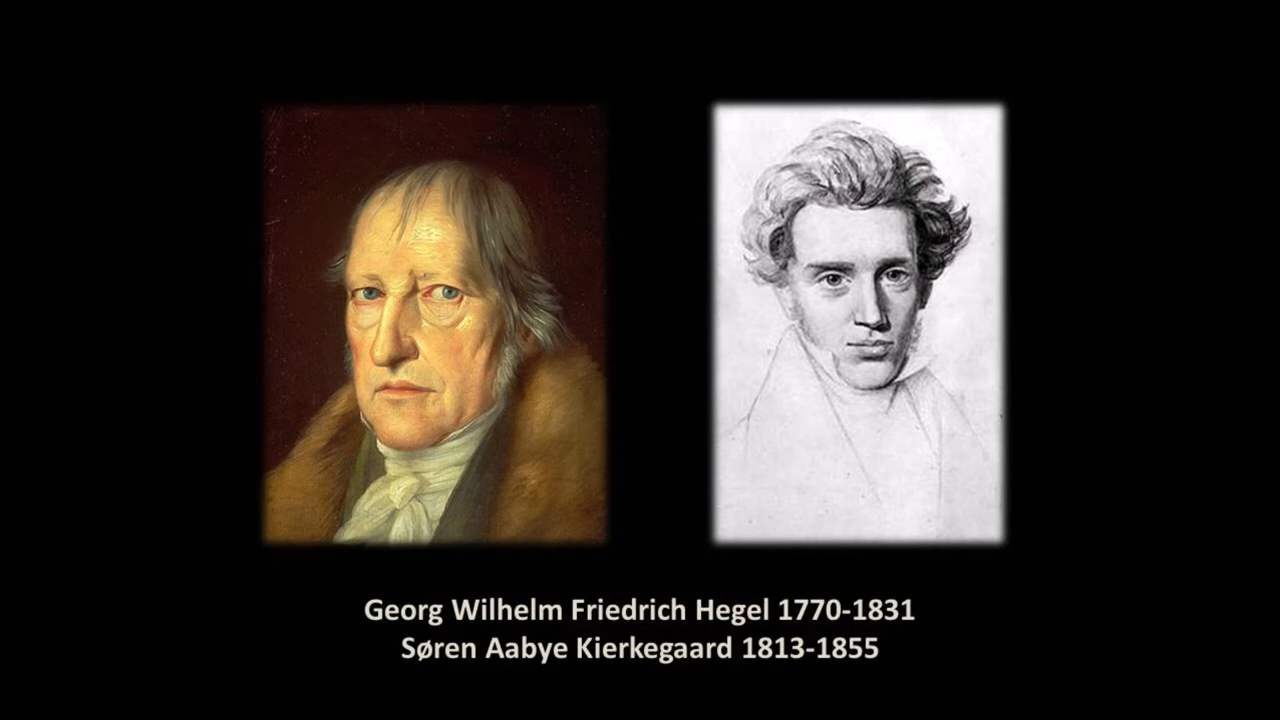 Georg Wilhelm Friedrich Hegel 1770-1831
Søren Aabye Kierkegaard 1813-1855